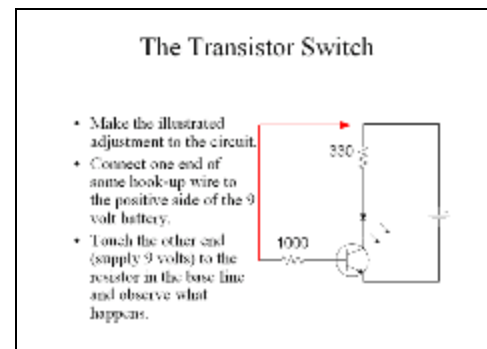 The Transistor Switch
• Make the illustrated
adjustment to the circuit.
• Connect one end of
some hook-up wire to
the positive side of the 9
volt battery.
• Touch the other end
(supply 9 volts) to the
resistor in the base line
and observe what
happens.
330
1000